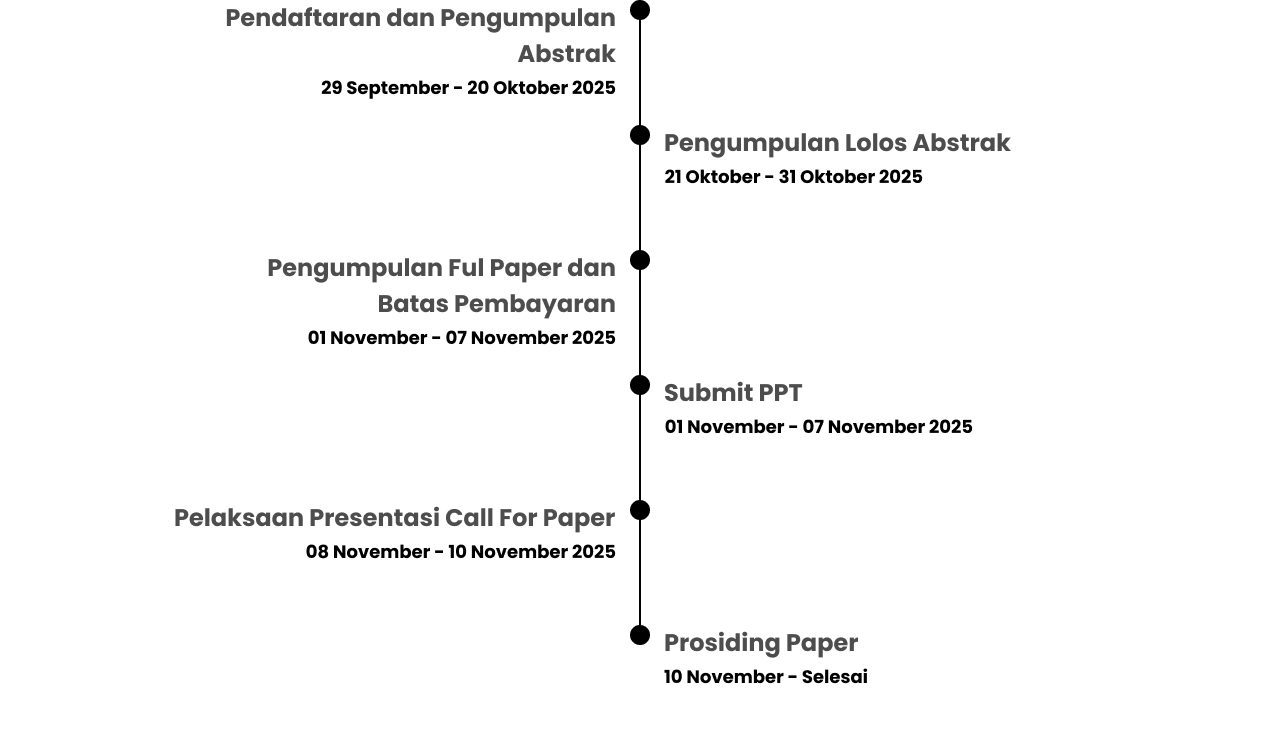 Pendaftaran dan Pengumpulan
Abstrak
29 September - 20 Oktober 2025
Pengumpulan Lolos Abstrak
21 Oktober - 31 Oktober 2025
Pengumpulan Ful Paper dan
Batas Pembayaran
01 November - 07 November 2025
Submit PPT
01 November - 07 November 2025
Pelaksaan Presentasi Call For Paper
08 November - 10 November 2025
Prosiding Paper
10 November - Selesai